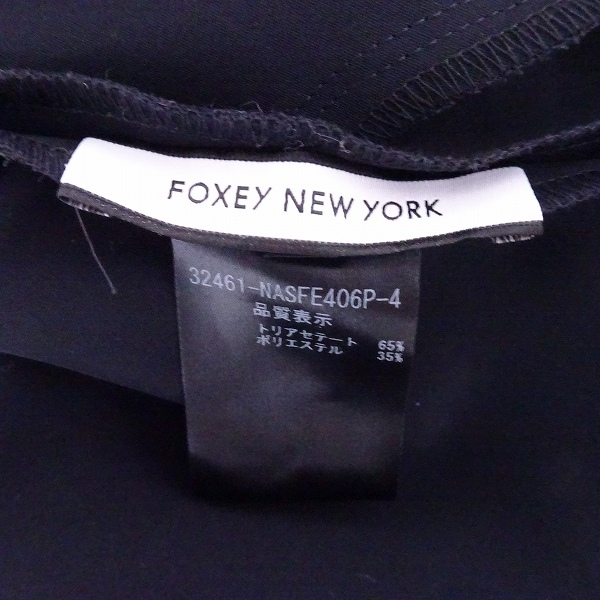 FOXEY NEW YORK
32461-NASFE406P-4
品質表示
トリアセテート 65%
ポリエステル 35%